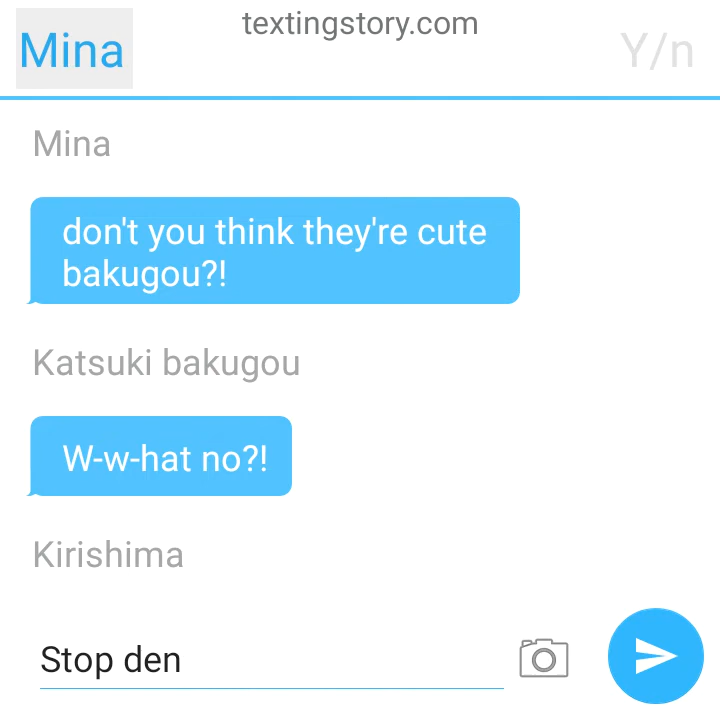 textingstory.com
Mina
Y/n
Mina
don't you think they're cute
bakugou?!
Katsuki bakugou
W-w-hat no?!
Kirishima
Stop den